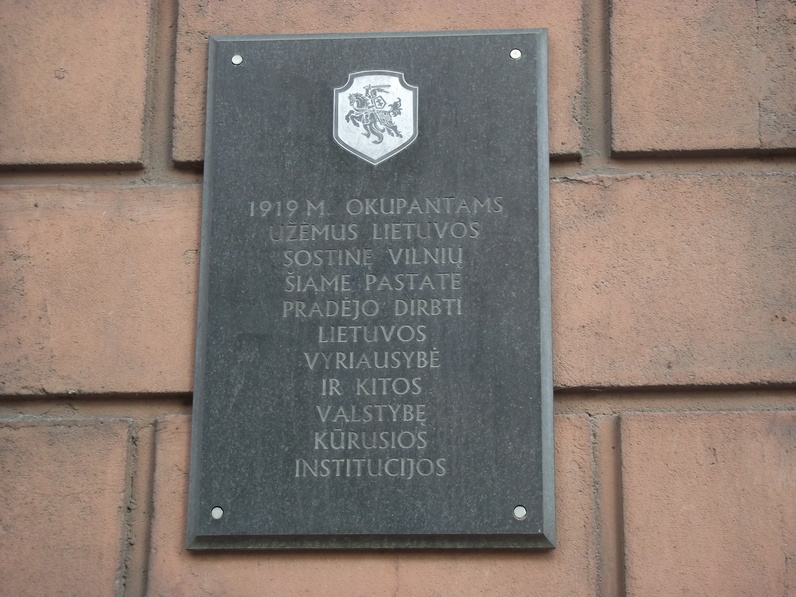 1919 M. OKUPANTAMS
UŽĖMUS LIETUVOS
SOSTINĘ VILNIŲ
ŠIAME PASTATE
PRADĖJO DIRBTI
LIETUVOS
VYRIAUSYBĖ
IR KITOS
VALSTYBĘ
KŪRUSIOS
INSTITUCIJOS